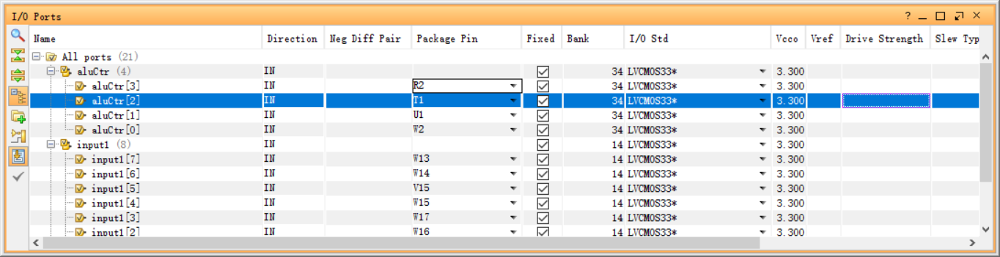 I/O Ports ?
Name Direction Neg Diff Pair Package Pin Fixed Bank I/O Std Vcco Vref Drive Strength Slew Typ
All ports (21)
aluCtr (4) IN 34 LVCMOS33* 3.300
aluCtr[3] IN R2 34 LVCMOS33* 3.300
aluCtr[2] IN T1 34 LVCMOS33* 3.300
aluCtr[1] IN U1 34 LVCMOS33* 3.300
aluCtr[0] IN W2 34 LVCMOS33* 3.300
input1 (8) IN 14 LVCMOS33* 3.300
input1[7] IN W13 14 LVCMOS33* 3.300
input1[6] IN W14 14 LVCMOS33* 3.300
input1[5] IN V15 14 LVCMOS33* 3.300
input1[4] IN W15 14 LVCMOS33* 3.300
input1[3] IN W17 14 LVCMOS33* 3.300
input1[2] IN W16 14 LVCMOS33* 3.300